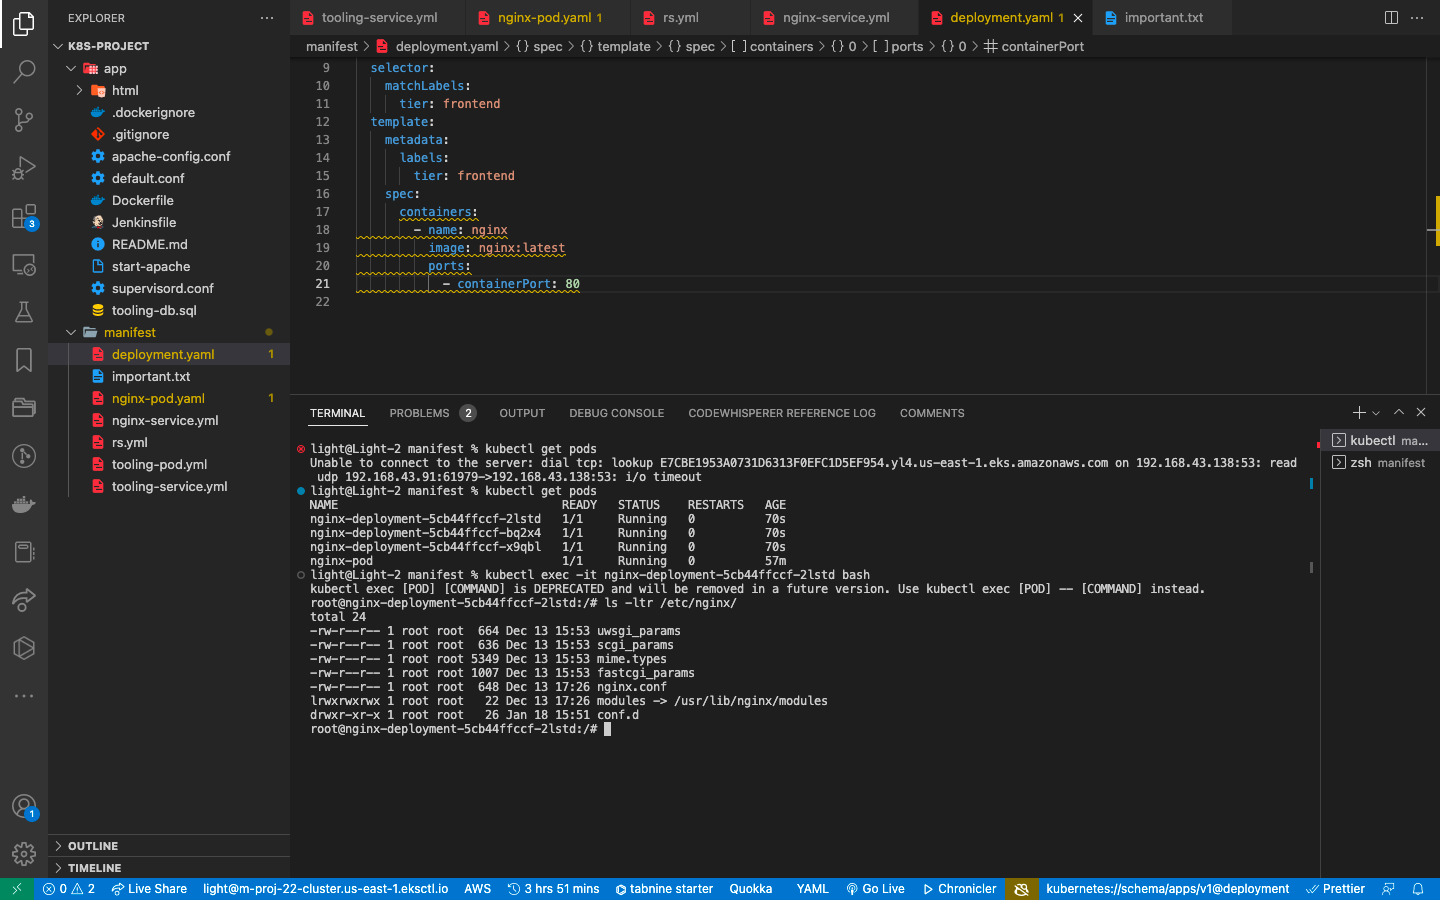 EXPLORER
K8S-PROJECT
app
html
.dockerignore
.gitignore
apache-config.conf
default.conf
Dockerfile
Jenkinsfile
README.md
start-apache
supervisord.conf
tooling-db.sql
manifest
deployment.yaml 1
important.txt
nginx-pod.yaml 1
nginx-service.yml
rs.yml
tooling-pod.yml
tooling-service.yml
OUTLINE
TIMELINE
3
1
tooling-service.yml
nginx-pod.yaml 1
rs.yml
nginx-service.yml
deployment.yaml 1
important.txt
manifest > deployment.yaml > {} spec > {} template > {} spec > [ ] containers > {} 0 > [ ] ports > {} 0 > containerPort
9 selector:
10 matchLabels:
11 tier: frontend
12 template:
13 metadata:
14 labels:
15 tier: frontend
16 spec:
17 containers:
18 - name: nginx
19 image: nginx:latest
20 ports:
21 - containerPort: 80
22
TERMINAL PROBLEMS 2 OUTPUT DEBUG CONSOLE CODEWHISPERER REFERENCE LOG COMMENTS
kubectl ma...
zsh manifest
light@Light-2 manifest % kubectl get pods
Unable to connect to the server: dial tcp: lookup E7CBE1953A0731D6313F0EFC1D5EF954.yl4.us-east-1.eks.amazonaws.com on 192.168.43.138:53: read
udp 192.168.43.91:61979->192.168.43.138:53: i/o timeout
light@Light-2 manifest % kubectl get pods
NAME READY STATUS RESTARTS AGE
nginx-deployment-5cb44ffccf-2lstd 1/1 Running 0 70s
nginx-deployment-5cb44ffccf-bq2x4 1/1 Running 0 70s
nginx-deployment-5cb44ffccf-x9qbl 1/1 Running 0 70s
nginx-pod 1/1 Running 0 57m
light@Light-2 manifest % kubectl exec -it nginx-deployment-5cb44ffccf-2lstd bash
kubectl exec [POD] [COMMAND] is DEPRECATED and will be removed in a future version. Use kubectl exec [POD] -- [COMMAND] instead.
root@nginx-deployment-5cb44ffccf-2lstd:/# ls -ltr /etc/nginx/
total 24
-rw-r--r-- 1 root root 664 Dec 13 15:53 uwsgi_params
-rw-r--r-- 1 root root 636 Dec 13 15:53 scgi_params
-rw-r--r-- 1 root root 5349 Dec 13 15:53 mime.types
-rw-r--r-- 1 root root 1007 Dec 13 15:53 fastcgi_params
-rw-r--r-- 1 root root 648 Dec 13 17:26 nginx.conf
lrwxrwxrwx 1 root root 22 Dec 13 17:26 modules -> /usr/lib/nginx/modules
drwxr-xr-x 1 root root 26 Jan 18 15:51 conf.d
root@nginx-deployment-5cb44ffccf-2lstd:/#
0 2 Live Share light@m-proj-22-cluster.us-east-1.eksctl.io AWS 3 hrs 51 mins tabnine starter Quokka YAML Go Live Chronicler kubernetes://schema/apps/v1@deployment Prettier